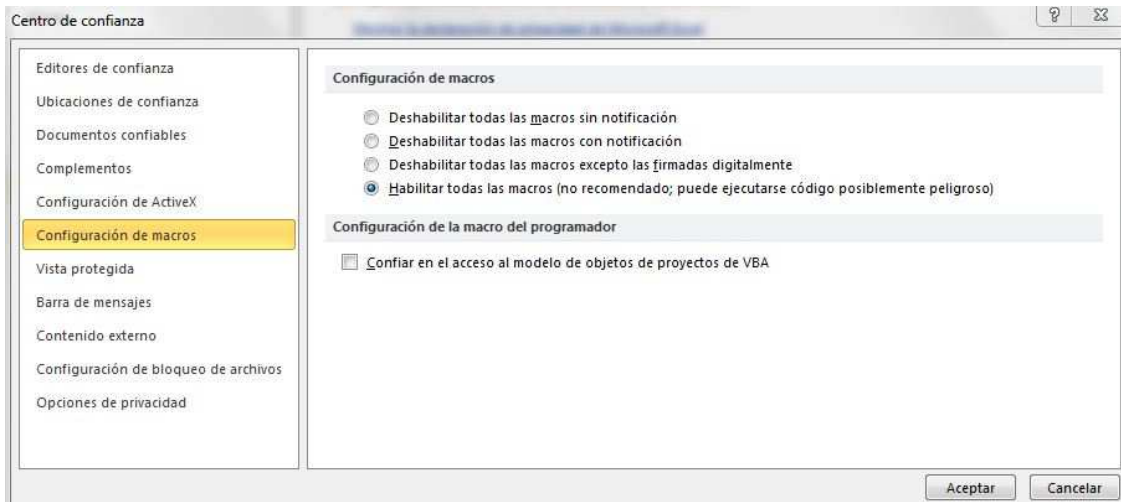 Centro de confianza
Editores de confianza
Ubicaciones de confianza
Documentos confiables
Complementos
Configuración de ActiveX
Configuración de macros
Vista protegida
Barra de mensajes
Contenido externo
Configuración de bloqueo de archivos
Opciones de privacidad
Configuración de macros
Deshabilitar todas las macros sin notificación
Deshabilitar todas las macros con notificación
Deshabilitar todas las macros excepto las firmadas digitalmente
Habilitar todas las macros (no recomendado; puede ejecutarse código posiblemente peligroso)
Configuración de la macro del programador
Confiar en el acceso al modelo de objetos de proyectos de VBA
Aceptar
Cancelar